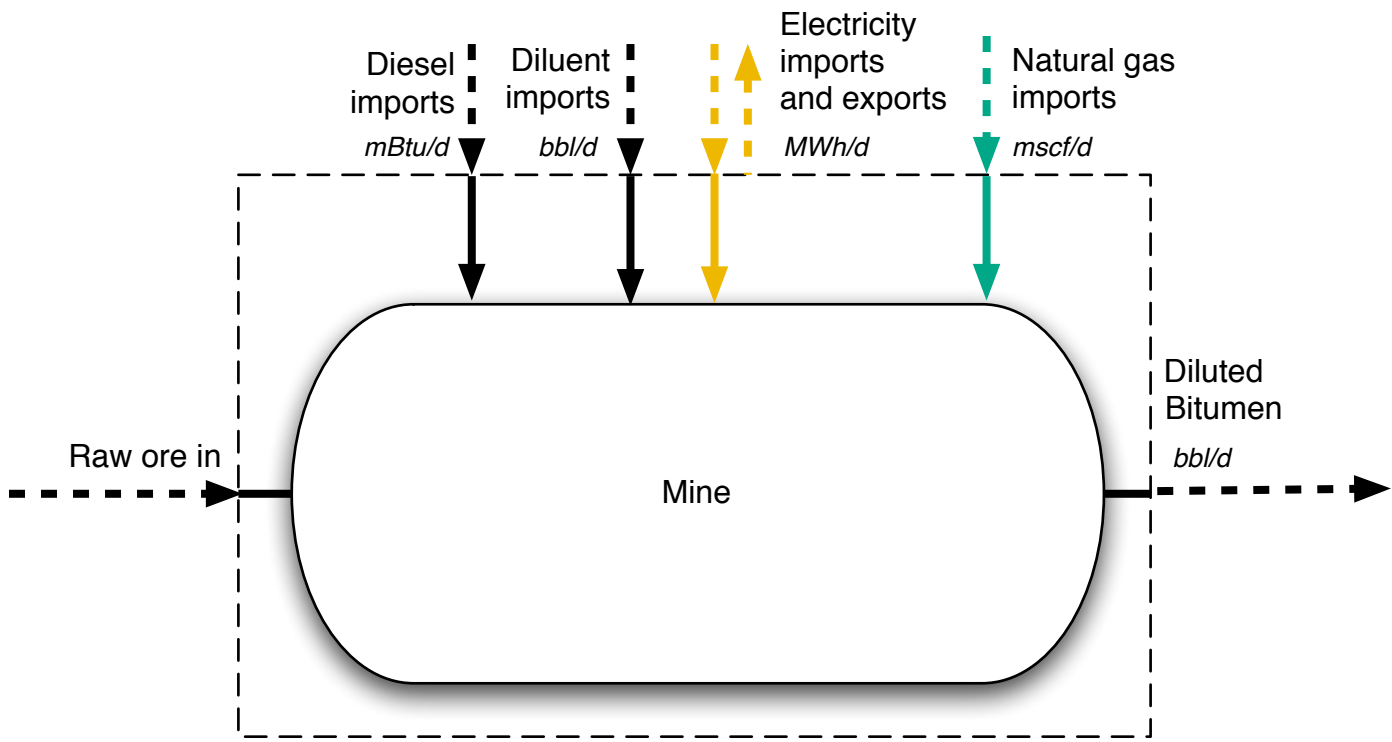 Diesel
imports
mBtu/d
Diluent
imports
bbl/d
Electricity
imports
and exports
MWh/d
Natural gas
imports
mscf/d
Raw ore in
Mine
Diluted
Bitumen
bbl/d